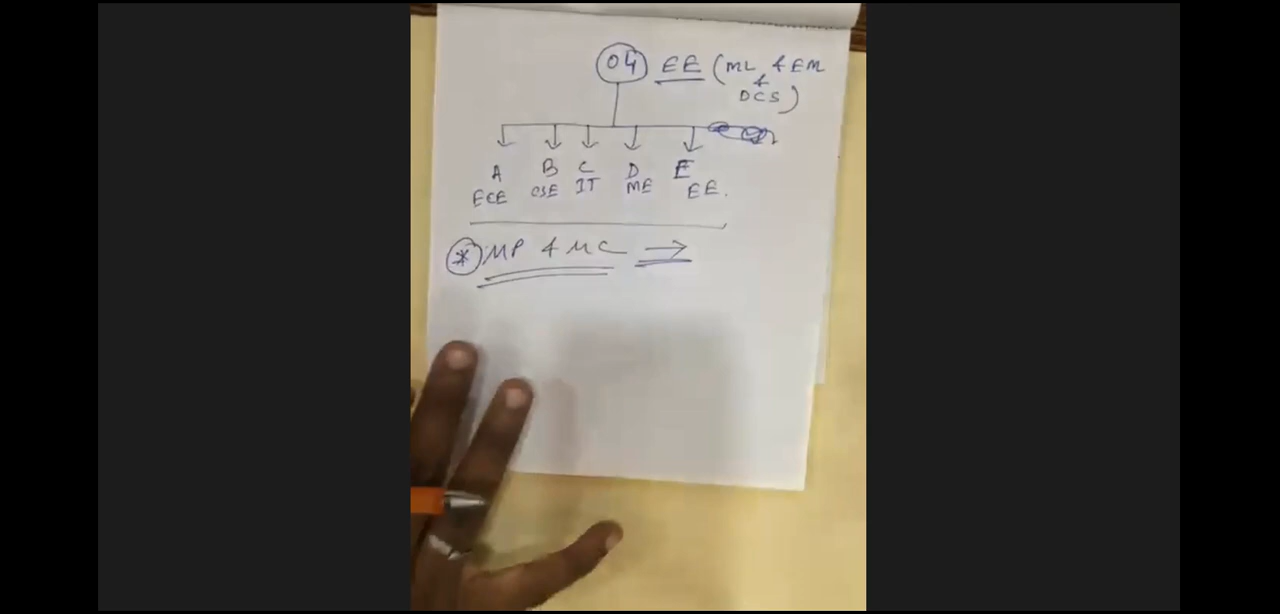 04 EE (ML & EM
& DCS)
A B C D E
ECE CSE IT ME EE.
* MP & MC →